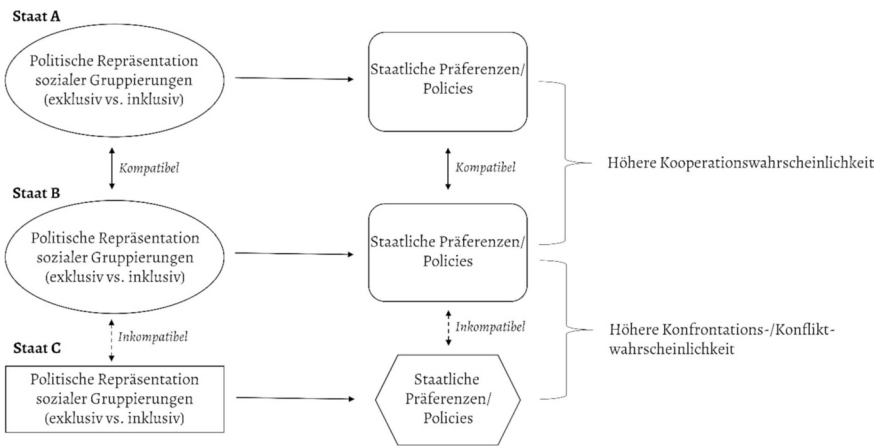 Staat A
Politische Repräsentation
sozialer Gruppierungen
(exklusiv vs. inklusiv)
Staatliche Präferenzen/
Policies
Kompatibel
Kompatibel
Höhere Kooperationswahrscheinlichkeit
Staat B
Politische Repräsentation
sozialer Gruppierungen
(exklusiv vs. inklusiv)
Staatliche Präferenzen/
Policies
Inkompatibel
Inkompatibel
Höhere Konfrontations-/Konflikt-
wahrscheinlichkeit
Staat C
Politische Repräsentation
sozialer Gruppierungen
(exklusiv vs. inklusiv)
Staatliche
Präferenzen/
Policies